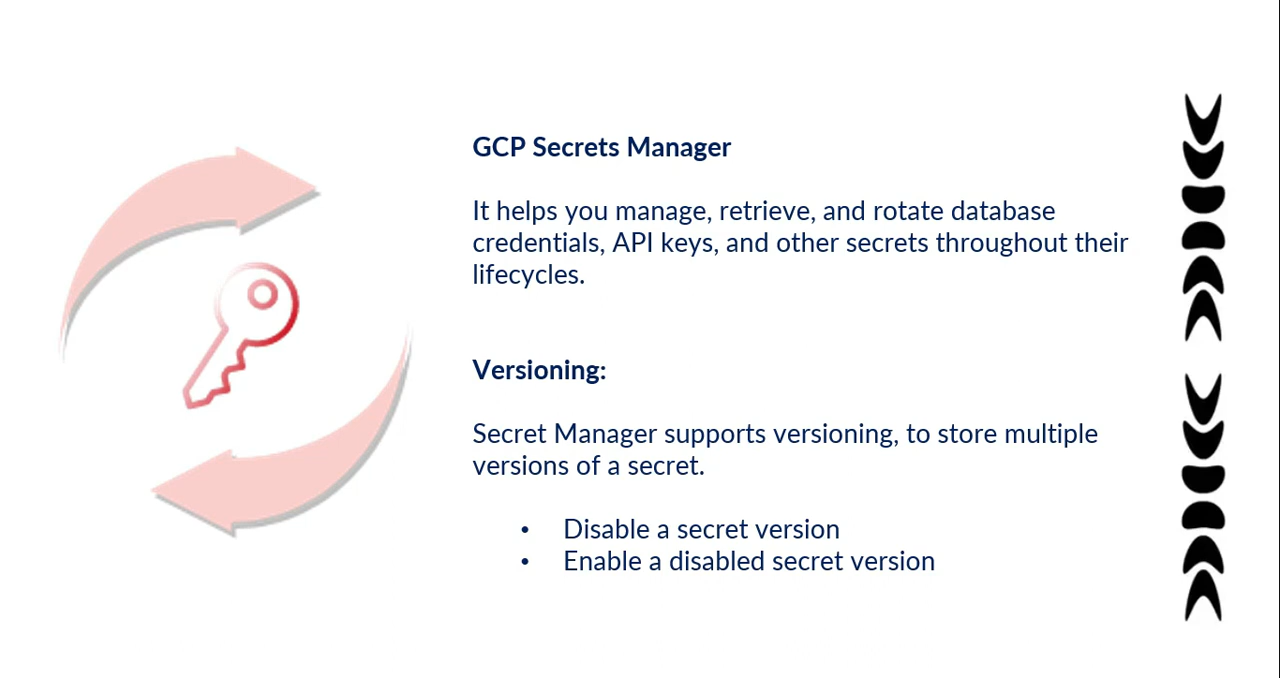 GCP Secrets Manager
It helps you manage, retrieve, and rotate database
credentials, API keys, and other secrets throughout their
lifecycles.
Versioning:
Secret Manager supports versioning, to store multiple
versions of a secret.
• Disable a secret version
• Enable a disabled secret version